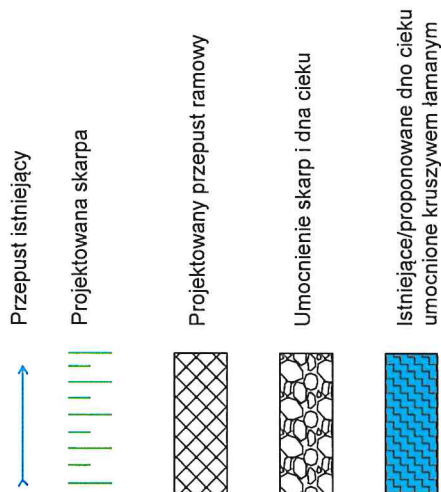 Przepust istniejący
Projektowana skarpa
Projektowany przepust ramowy
Umocnienie skarp i dna cieku
Istniejące/proponowane dno cieku
umocnione kruszywem łamanym